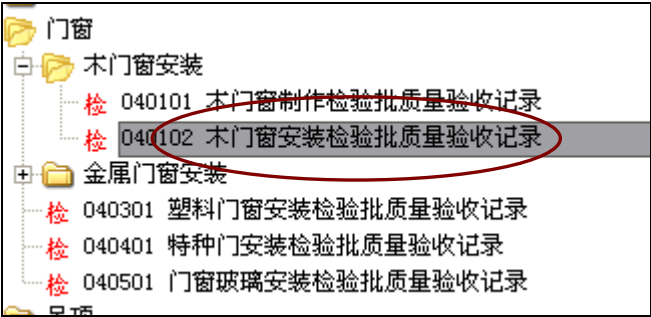 门窗
木门窗安装
检 040101 木门窗制作检验批质量验收记录
检 040102 木门窗安装检验批质量验收记录
金属门窗安装
检 040301 塑料门窗安装检验批质量验收记录
检 040401 特种门安装检验批质量验收记录
检 040501 门窗玻璃安装检验批质量验收记录
吊顶